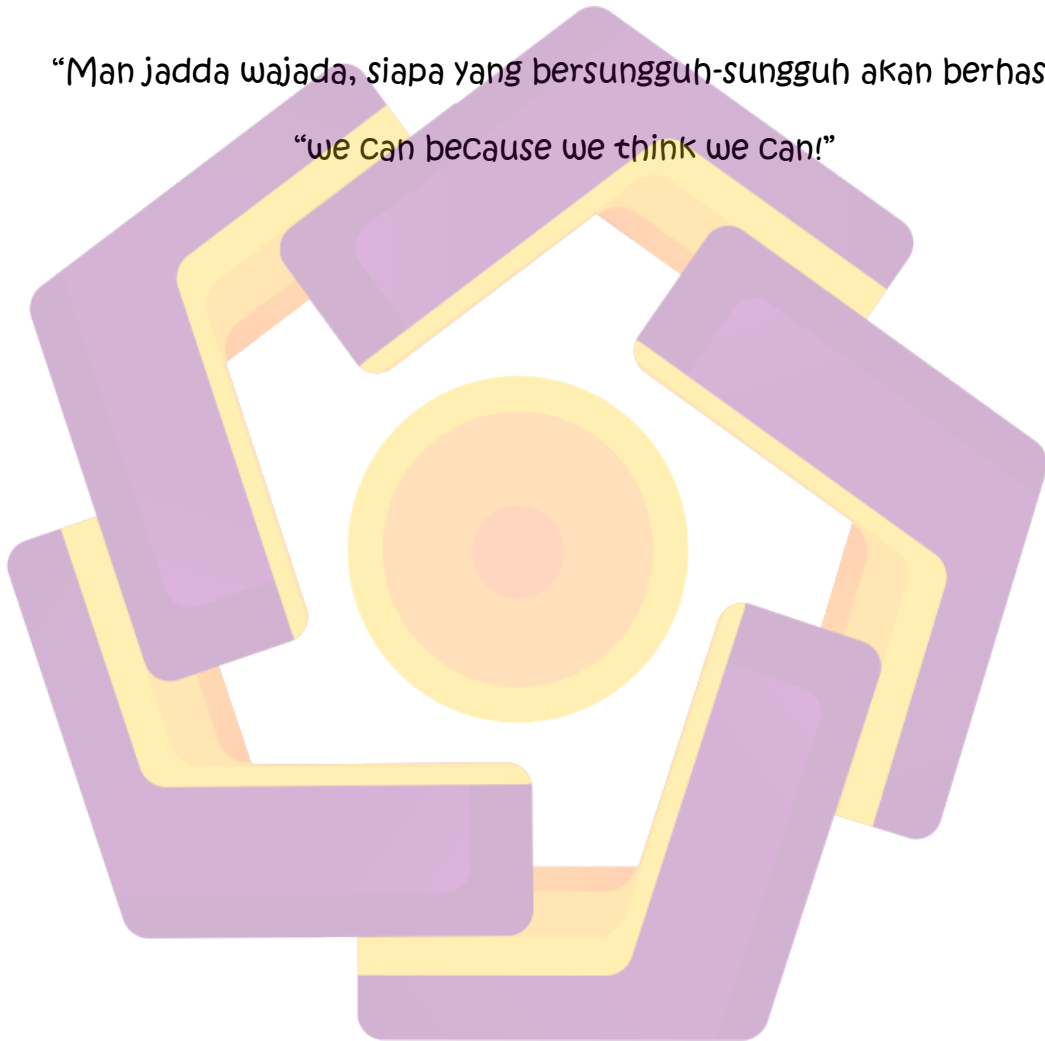 “Man jadda wajada, siapa yang bersungguh-sungguh akan berhas
“we can because we think we can!”